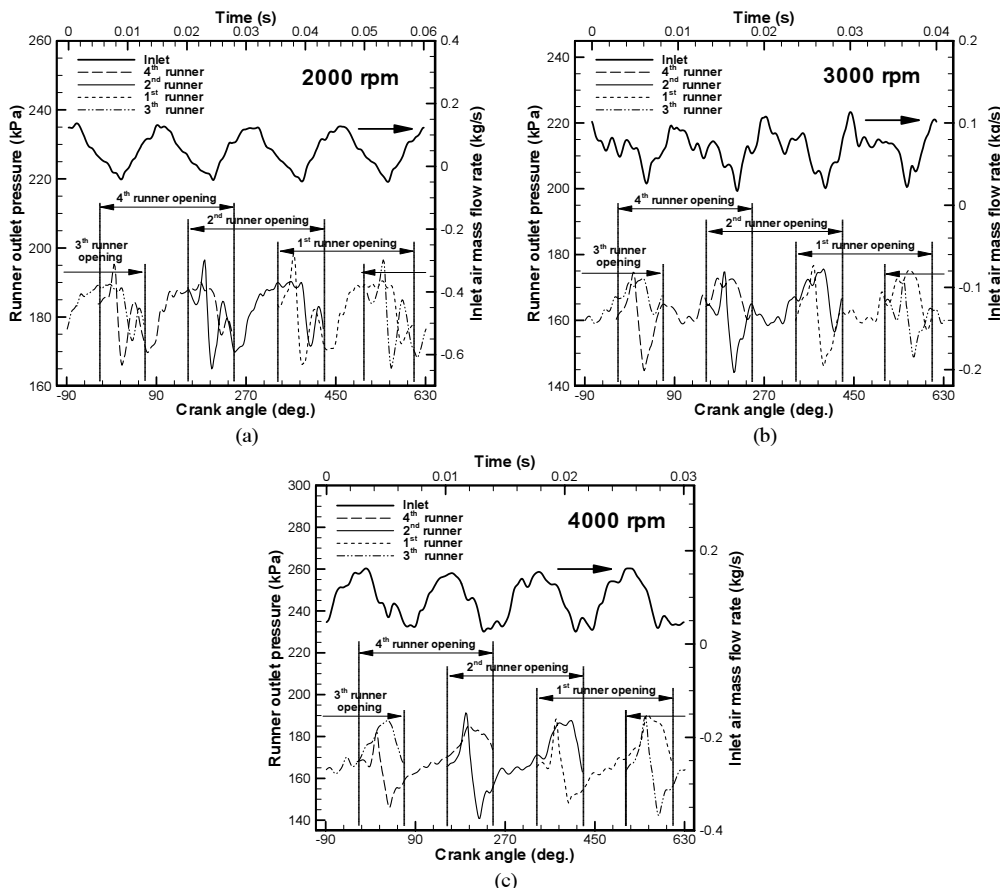 Time (s)
0 0.01 0.02 0.03 0.04 0.05 0.06
260 240 220 200 180 160
Runner outlet pressure (kPa)
Inlet
4th runner
2nd runner
1st runner
3th runner
2000 rpm
4th runner opening
2nd runner opening
3th runner
opening
1st runner opening
0.4 0.2 0 -0.2 -0.4 -0.6
Inlet air mass flow rate (kg/s)
-90 90 270 450 630
Crank angle (deg.)
(a)
Time (s)
0 0.01 0.02 0.03 0.04
240 220 200 180 160 140
Runner outlet pressure (kPa)
Inlet
4th runner
2nd runner
1st runner
3th runner
3000 rpm
4th runner opening
2nd runner opening
3th runner
opening
1st runner opening
0.2 0.1 0 -0.1 -0.2
Inlet air mass flow rate (kg/s)
-90 90 270 450 630
Crank angle (deg.)
(b)
Time (s)
0 0.01 0.02 0.03
300 280 260 240 220 200 180 160 140
Runner outlet pressure (kPa)
Inlet
4th runner
2nd runner
1st runner
3th runner
4000 rpm
4th runner opening
2nd runner opening
3th runner
opening
1st runner opening
0.2 0 -0.2 -0.4
Inlet air mass flow rate (kg/s)
-90 90 270 450 630
Crank angle (deg.)
(c)